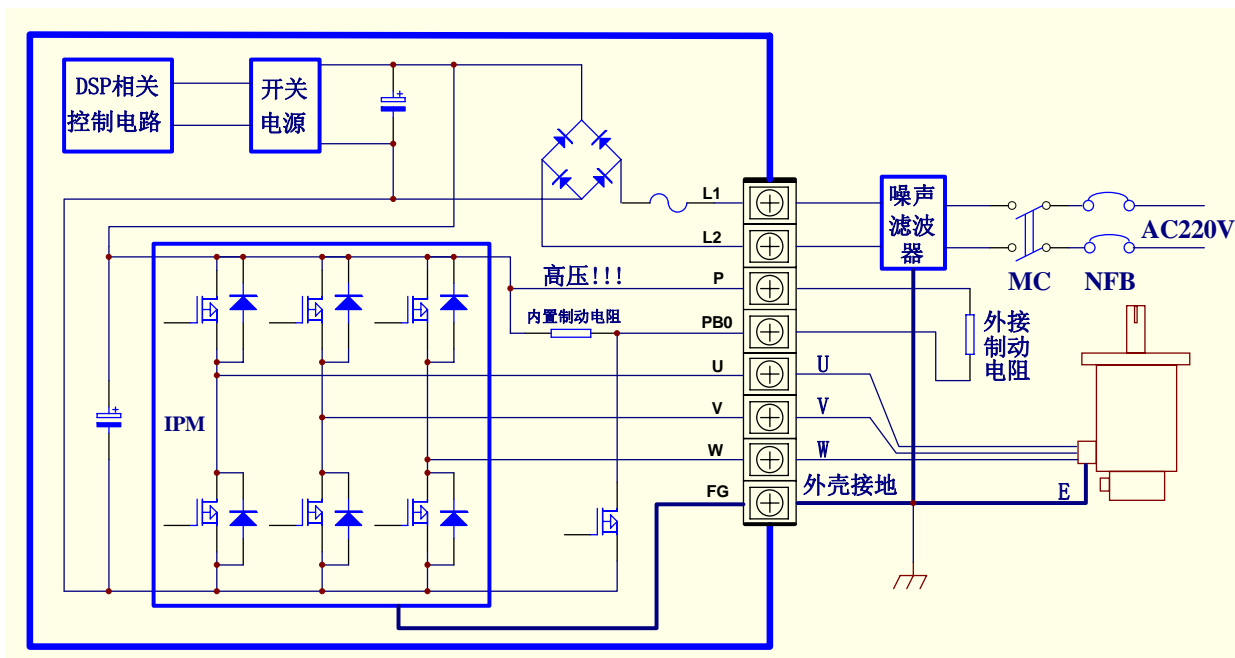 DSP相关
控制电路
开关
电源
L1
L2
P
PB0
U
V
W
FG
高压!!!
内置制动电阻
IPM
噪声
滤波
器
MC
NFB
AC220V
外接
制动
电阻
U
V
W
外壳接地
E